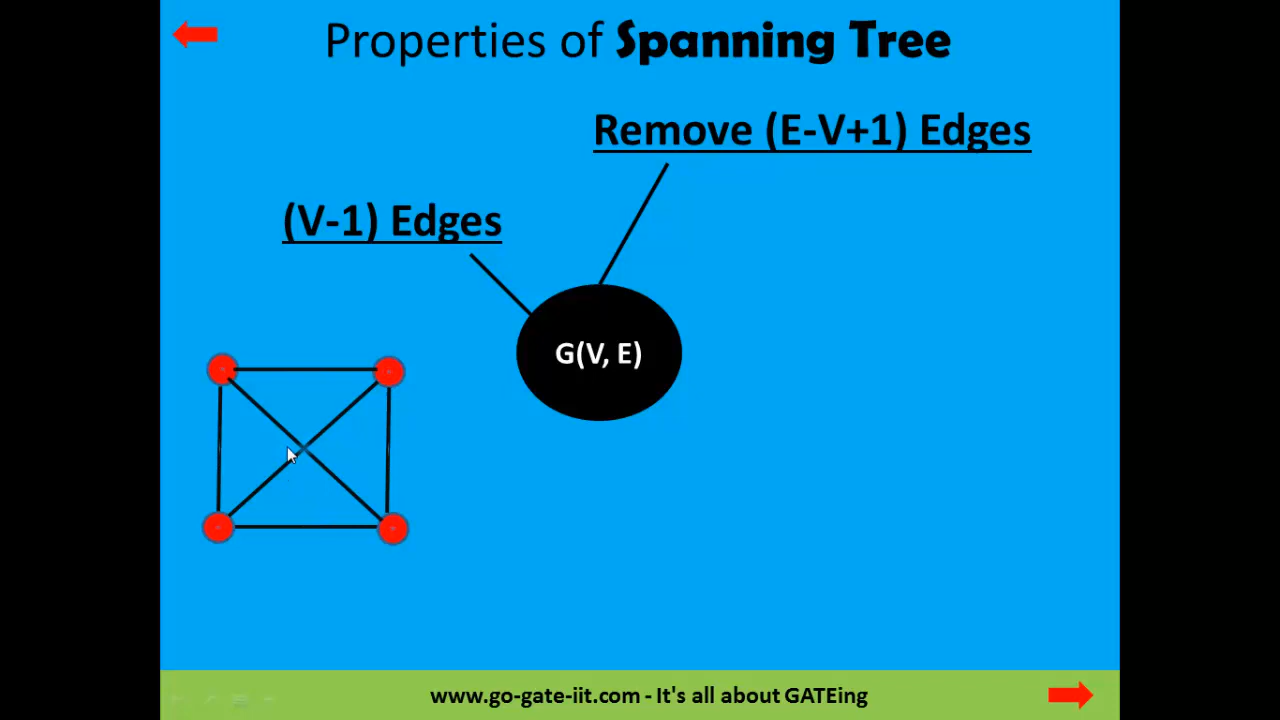 Properties of Spanning Tree
Remove (E-V+1) Edges
(V-1) Edges
G(V, E)
www.go-gate-iit.com - It's all about GATEing